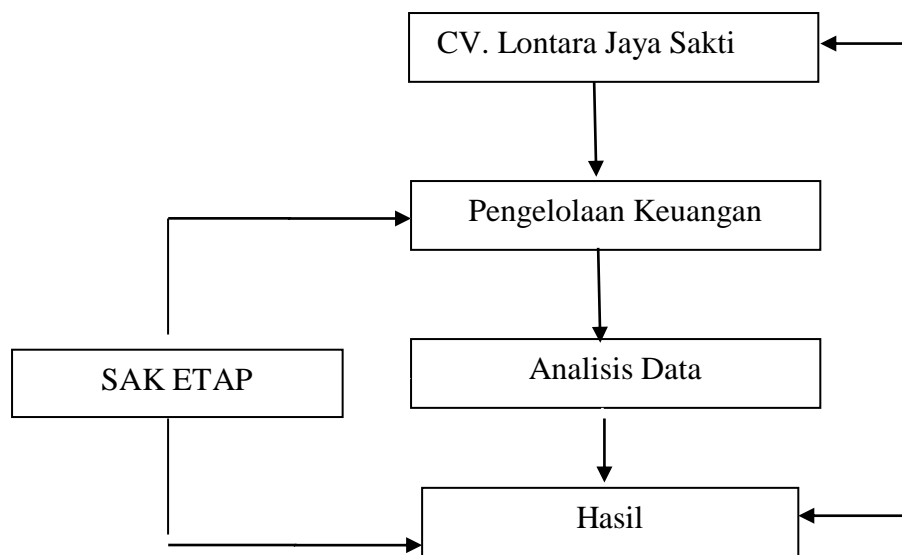 CV. Lontara Jaya Sakti
Pengelolaan Keuangan
SAK ETAP
Analisis Data
Hasil